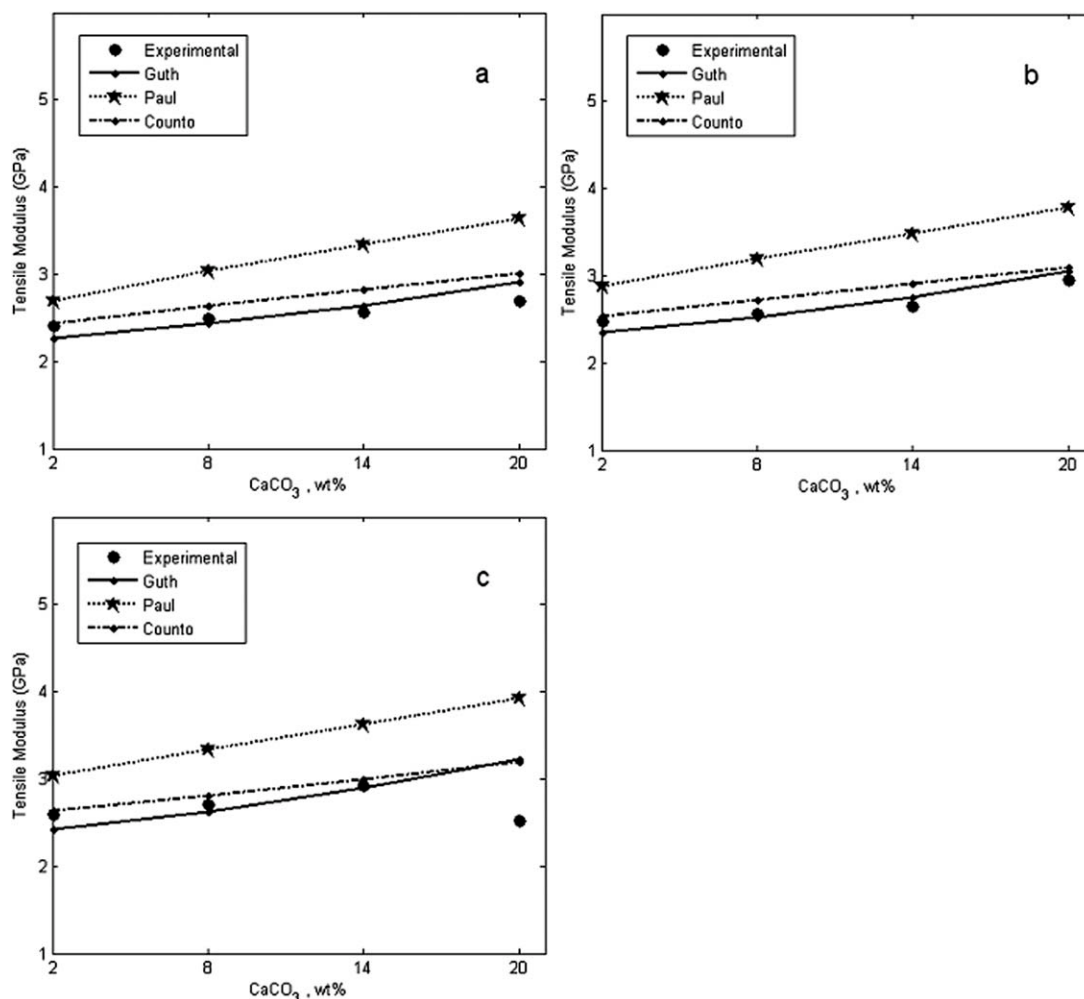 Experimental
Guth
Paul
Counto
a
5
4
3
2
1
Tensile Modulus (GPa)
2 8 14 20
CaCO3 , wt%
Experimental
Guth
Paul
Counto
b
5
4
3
2
1
Tensile Modulus (GPa)
2 8 14 20
CaCO3 , wt%
Experimental
Guth
Paul
Counto
c
5
4
3
2
1
Tensile Modulus (GPa)
2 8 14 20
CaCO3 , wt%